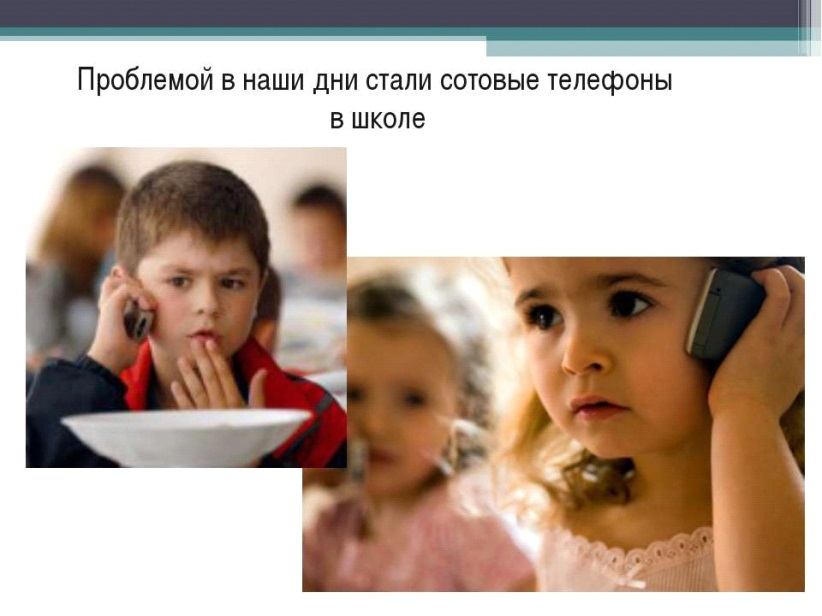 Проблемой в наши дни стали сотовые телефоны
в школе